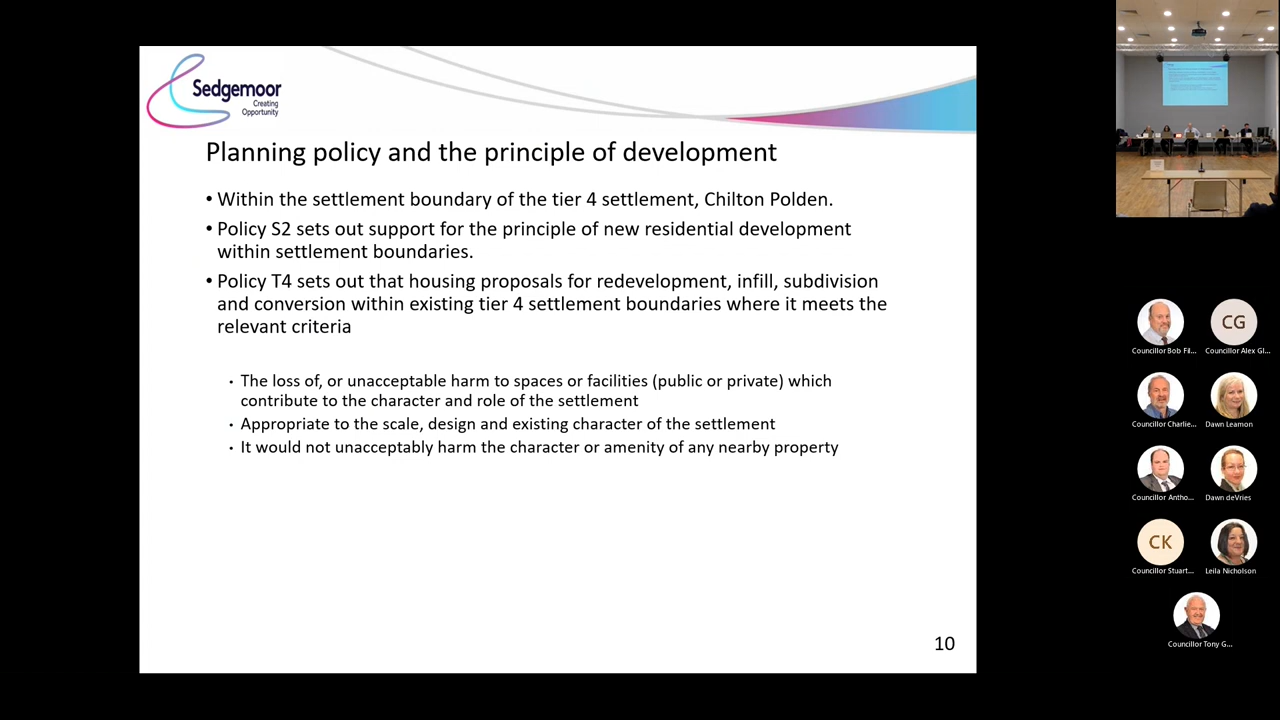 Sedgemoor
Creating
Opportunity
Planning policy and the principle of development
• Within the settlement boundary of the tier 4 settlement, Chilton Polden.
• Policy S2 sets out support for the principle of new residential development
within settlement boundaries.
• Policy T4 sets out that housing proposals for redevelopment, infill, subdivision
and conversion within existing tier 4 settlement boundaries where it meets the
relevant criteria
• The loss of, or unacceptable harm to spaces or facilities (public or private) which
contribute to the character and role of the settlement
• Appropriate to the scale, design and existing character of the settlement
• It would not unacceptably harm the character or amenity of any nearby property
10
CG
Councillor Bob Fil...
Councillor Alex Gl...
Councillor Charlie...
Dawn Leamon
Councillor Antho...
Dawn deVries
CK
Councillor Stuart...
Leila Nicholson
Councillor Tony G...